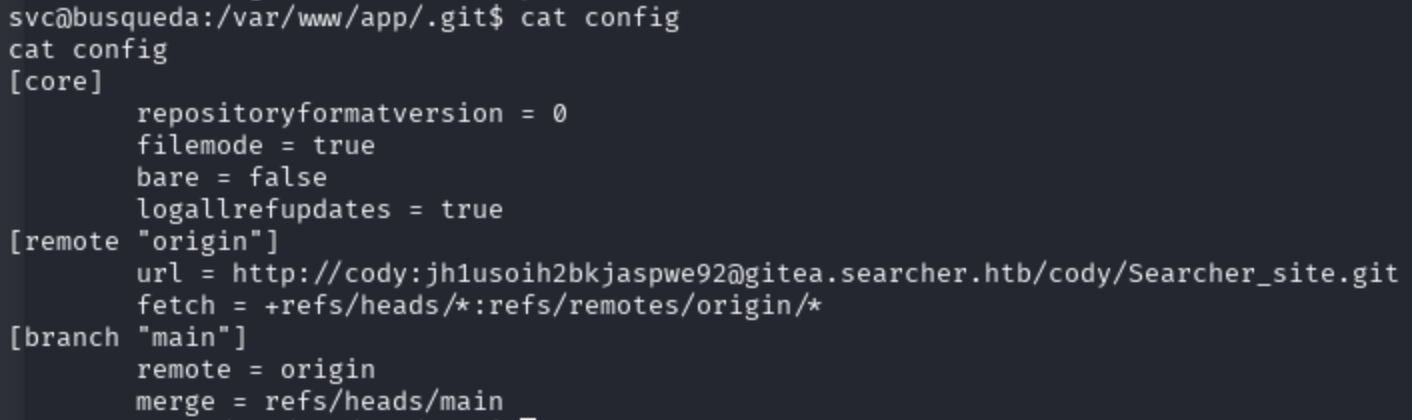 svc@busqueda:/var/www/app/.git$ cat config
cat config
[core]
        repositoryformatversion = 0
        filemode = true
        bare = false
        logallrefupdates = true
[remote "origin"]
        url = http://cody:jh1usoih2bkjaspwe92@gitea.searcher.htb/cody/Searcher_site.git
        fetch = +refs/heads/*:refs/remotes/origin/*
[branch "main"]
        remote = origin
        merge = refs/heads/main